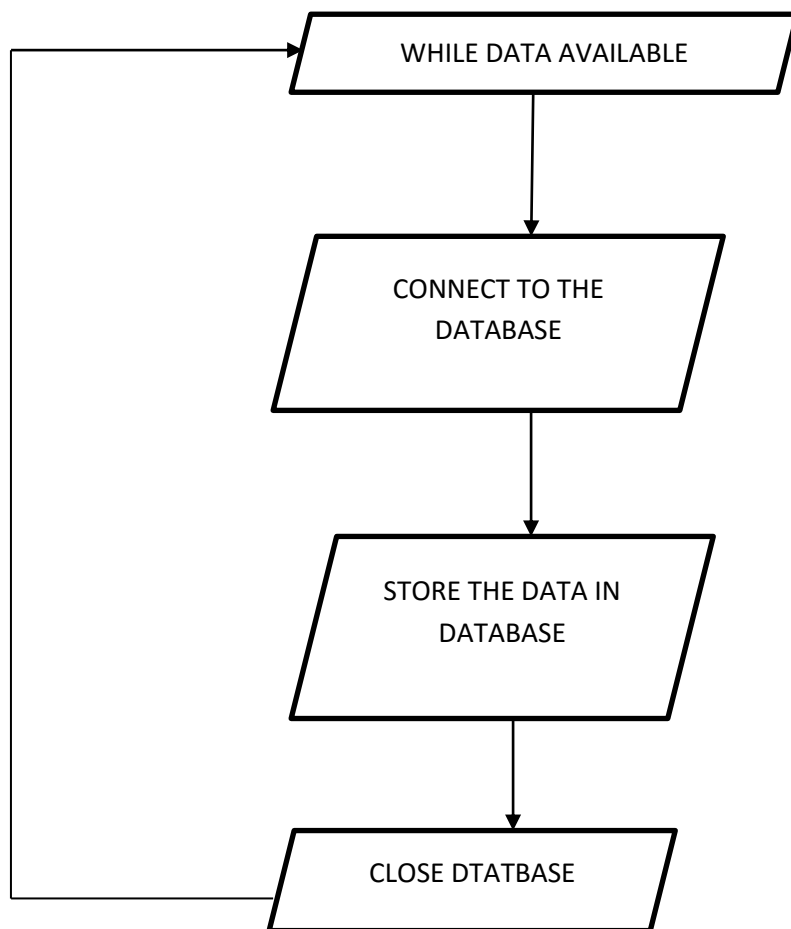 WHILE DATA AVAILABLE
CONNECT TO THE
DATABASE
STORE THE DATA IN
DATABASE
CLOSE DTATBASE